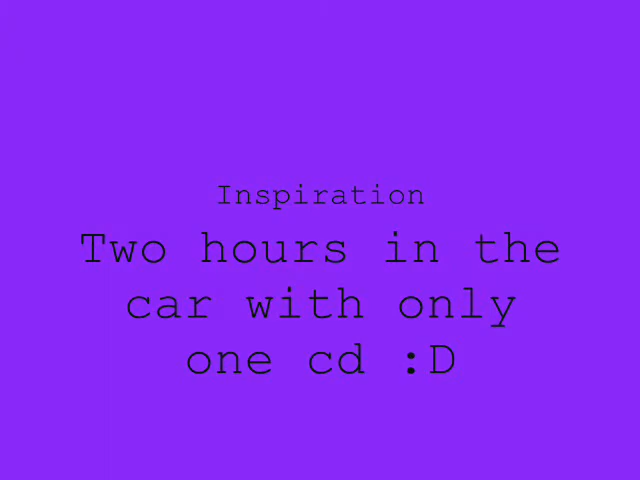 Inspiration
Two hours in the
car with only
one cd :D